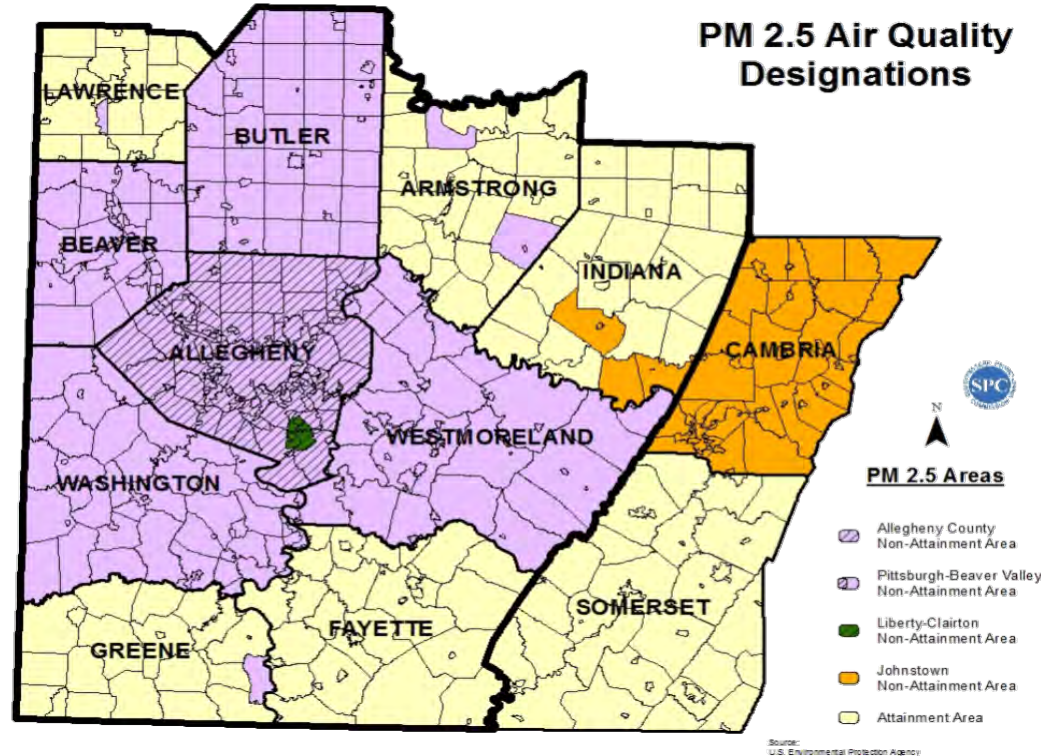 PM 2.5 Air Quality
Designations
LAWRENCE
BUTLER
ARMSTRONG
BEAVER
INDIANA
ALLEGHENY
CAMBRIA
SPC
WESTMORELAND
N
WASHINGTON
PM 2.5 Areas
Allegheny County
Non-Attainment Area
Pittsburgh-Beaver Valley
Non-Attainment Area
SOMERSET
FAYETTE
Liberty-Clairton
Non-Attainment Area
GREENE
Johnstown
Non-Attainment Area
Attainment Area
Source:
U.S. Environmental Protection Agency